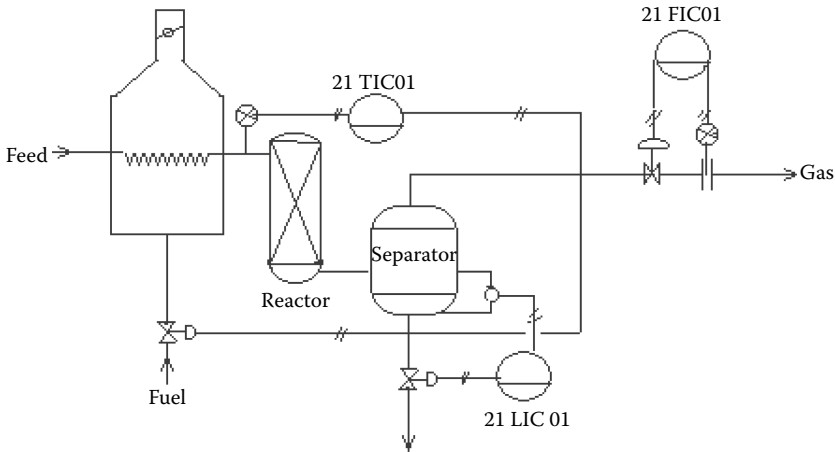 21 FIC01
21 TIC01
Feed
Gas
Separator
Reactor
Fuel
21 LIC 01